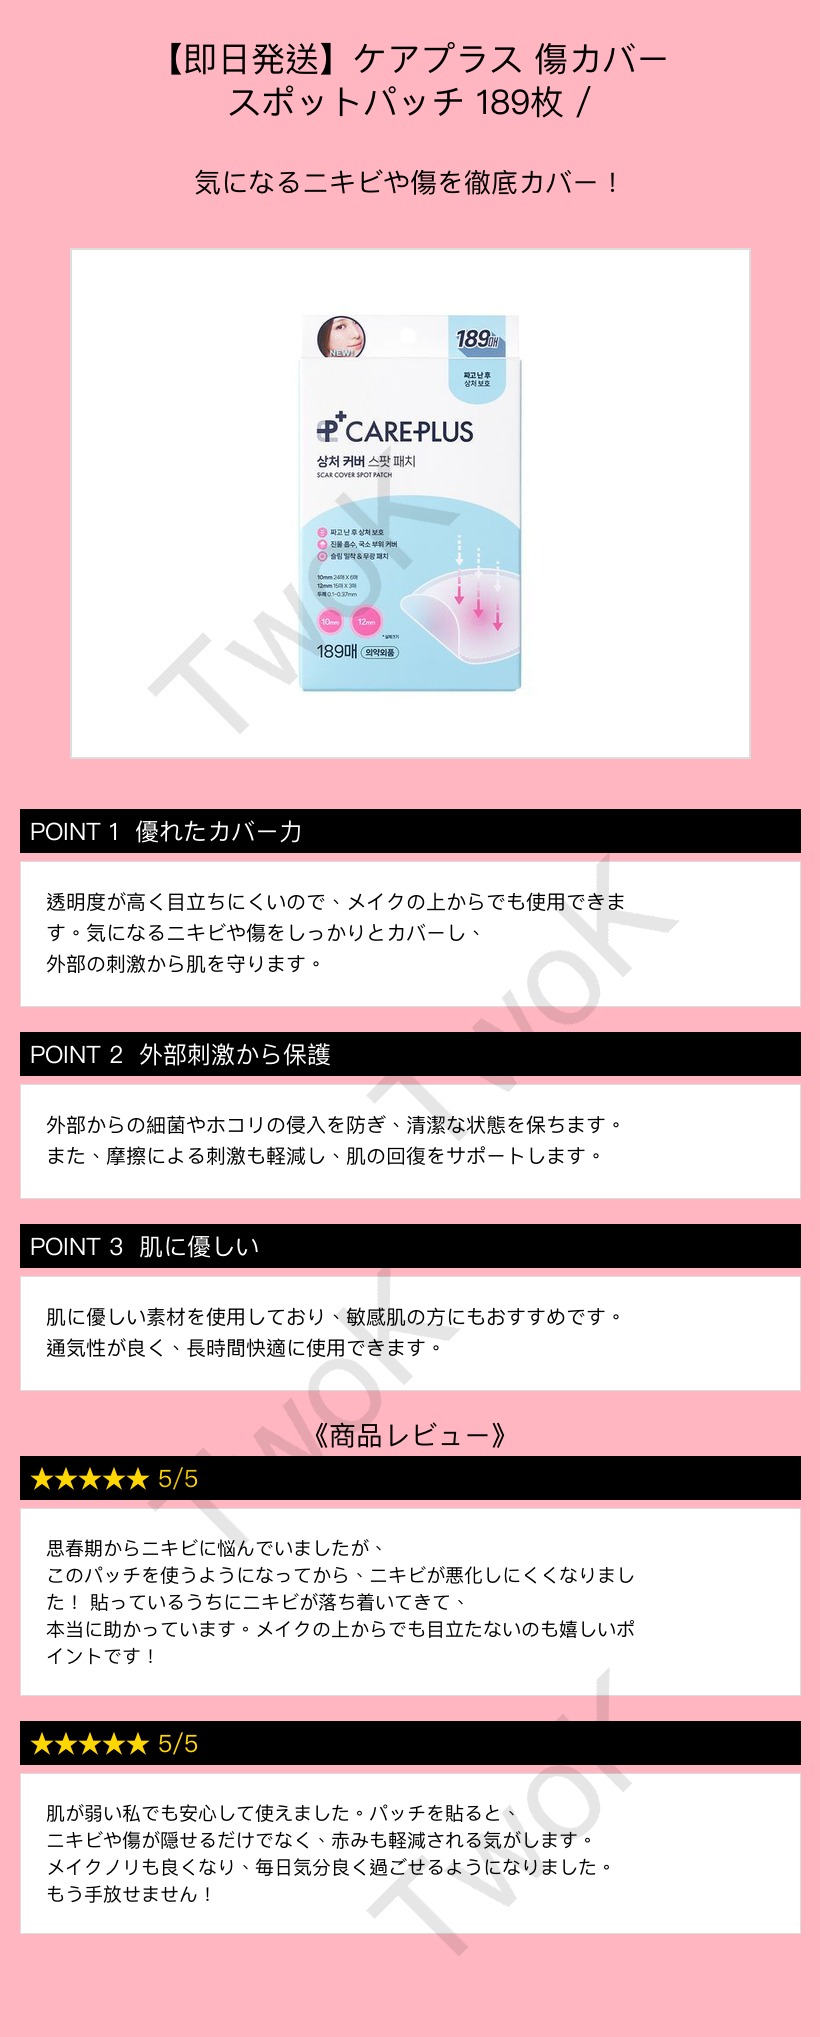 【即日発送】ケアプラス 傷カバー
スポットパッチ 189枚 /
気になるニキビや傷を徹底カバー！
NEW!
189매
짜고 난 후
상처 보호
CAREPLUS
상처 커버 스팟 패치
SCAR COVER SPOT PATCH
짜고 난 후 상처 보호
진물 흡수, 국소 부위 커버
슬림 밀착 & 무광 패치
10mm 24매 X 6매
12mm 15매 X 3매
두께 0.1~0.37mm
10mm 12mm
*실제크기
189매 의약외품
TwoK
POINT 1 優れたカバー力
透明度が高く目立ちにくいので、メイクの上からでも使用できま
す。気になるニキビや傷をしっかりとカバーし、
外部の刺激から肌を守ります。
TwoK
POINT 2 外部刺激から保護
外部からの細菌やホコリの侵入を防ぎ、清潔な状態を保ちます。
また、摩擦による刺激も軽減し、肌の回復をサポートします。
POINT 3 肌に優しい
肌に優しい素材を使用しており、敏感肌の方にもおすすめです。
通気性が良く、長時間快適に使用できます。
TwoK
《商品レビュー》
★★★★★ 5/5
思春期からニキビに悩んでいましたが、
このパッチを使うようになってから、ニキビが悪化しにくくなりまし
た！ 貼っているうちにニキビが落ち着いてきて、
本当に助かっています。メイクの上からでも目立たないのも嬉しいポ
イントです！
★★★★★ 5/5
肌が弱い私でも安心して使えました。パッチを貼ると、
ニキビや傷が隠せるだけでなく、赤みも軽減される気がします。
メイクノリも良くなり、毎日気分良く過ごせるようになりました。
もう手放せません！
TwoK